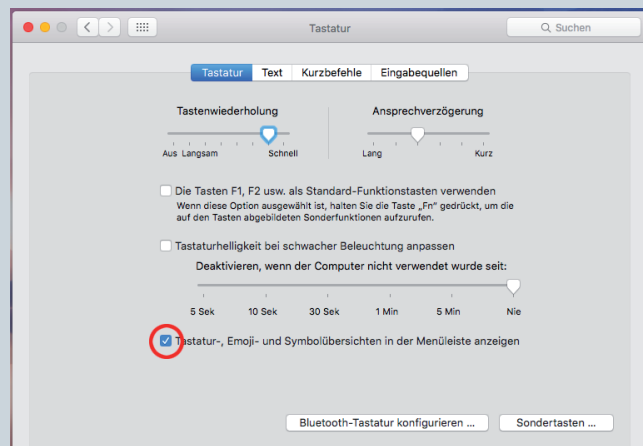 Tastatur
Suchen
Tastatur Text Kurzbefehle Eingabequellen
Tastenwiederholung Ansprechverzögerung
Aus Langsam Schnell Lang Kurz
Die Tasten F1, F2 usw. als Standard-Funktionstasten verwenden
Wenn diese Option ausgewählt ist, halten Sie die Taste „Fn“ gedrückt, um die
auf den Tasten abgebildeten Sonderfunktionen aufzurufen.
Tastaturhelligkeit bei schwacher Beleuchtung anpassen
Deaktivieren, wenn der Computer nicht verwendet wurde seit:
5 Sek 10 Sek 30 Sek 1 Min 5 Min Nie
Tastatur-, Emoji- und Symbolübersichten in der Menüleiste anzeigen
Bluetooth-Tastatur konfigurieren ... Sondertasten ...